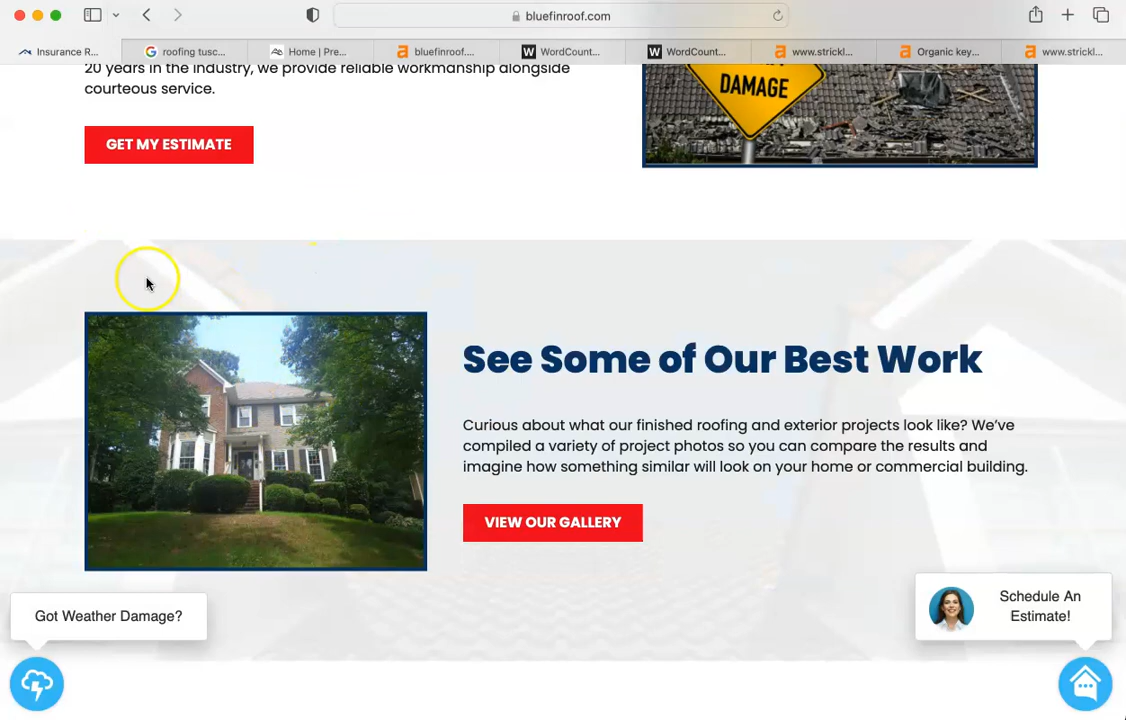 bluefinroof.com
Insurance R...
roofing tusc...
Home | Pre...
bluefinroof....
WordCount...
WordCount...
www.strickl...
Organic key...
www.strickl...
20 years in the industry, we provide reliable workmanship alongside
courteous service.
DAMAGE
GET MY ESTIMATE
See Some of Our Best Work
Curious about what our finished roofing and exterior projects look like? We’ve
compiled a variety of project photos so you can compare the results and
imagine how something similar will look on your home or commercial building.
VIEW OUR GALLERY
Got Weather Damage?
Schedule An
Estimate!